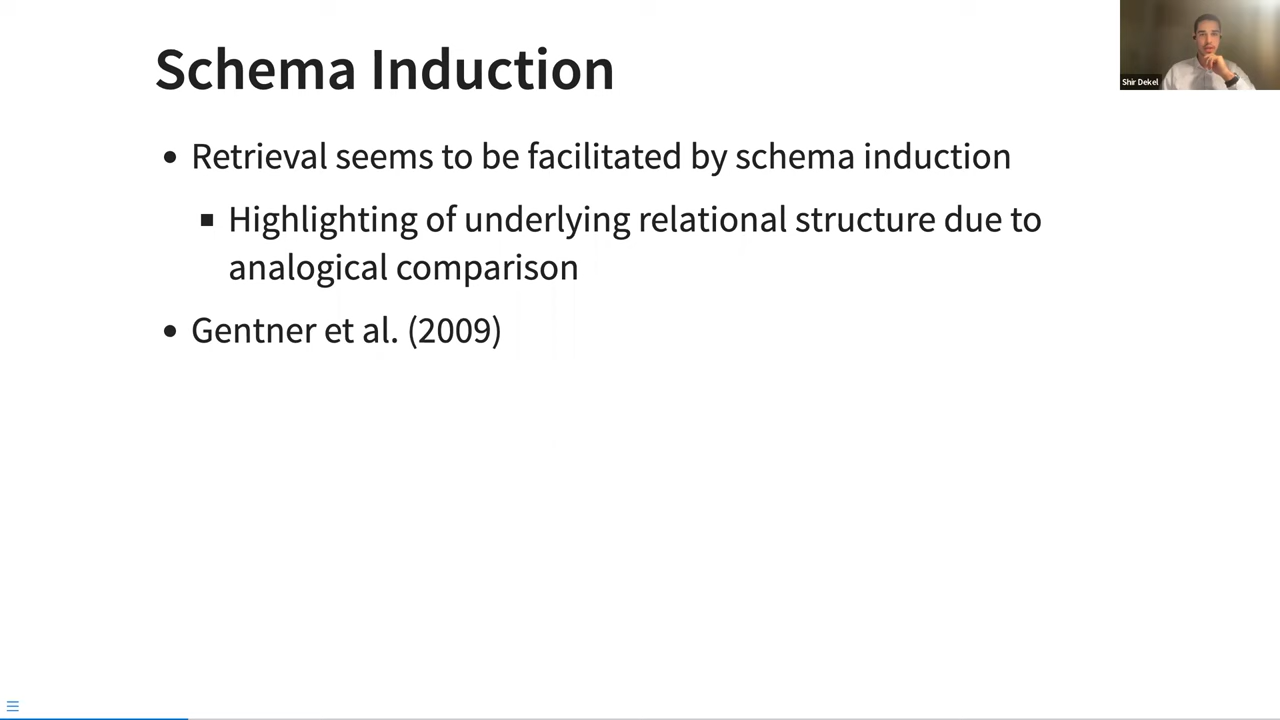 Schema Induction
Shir Dekel
• Retrieval seems to be facilitated by schema induction
▪ Highlighting of underlying relational structure due to
analogical comparison
• Gentner et al. (2009)